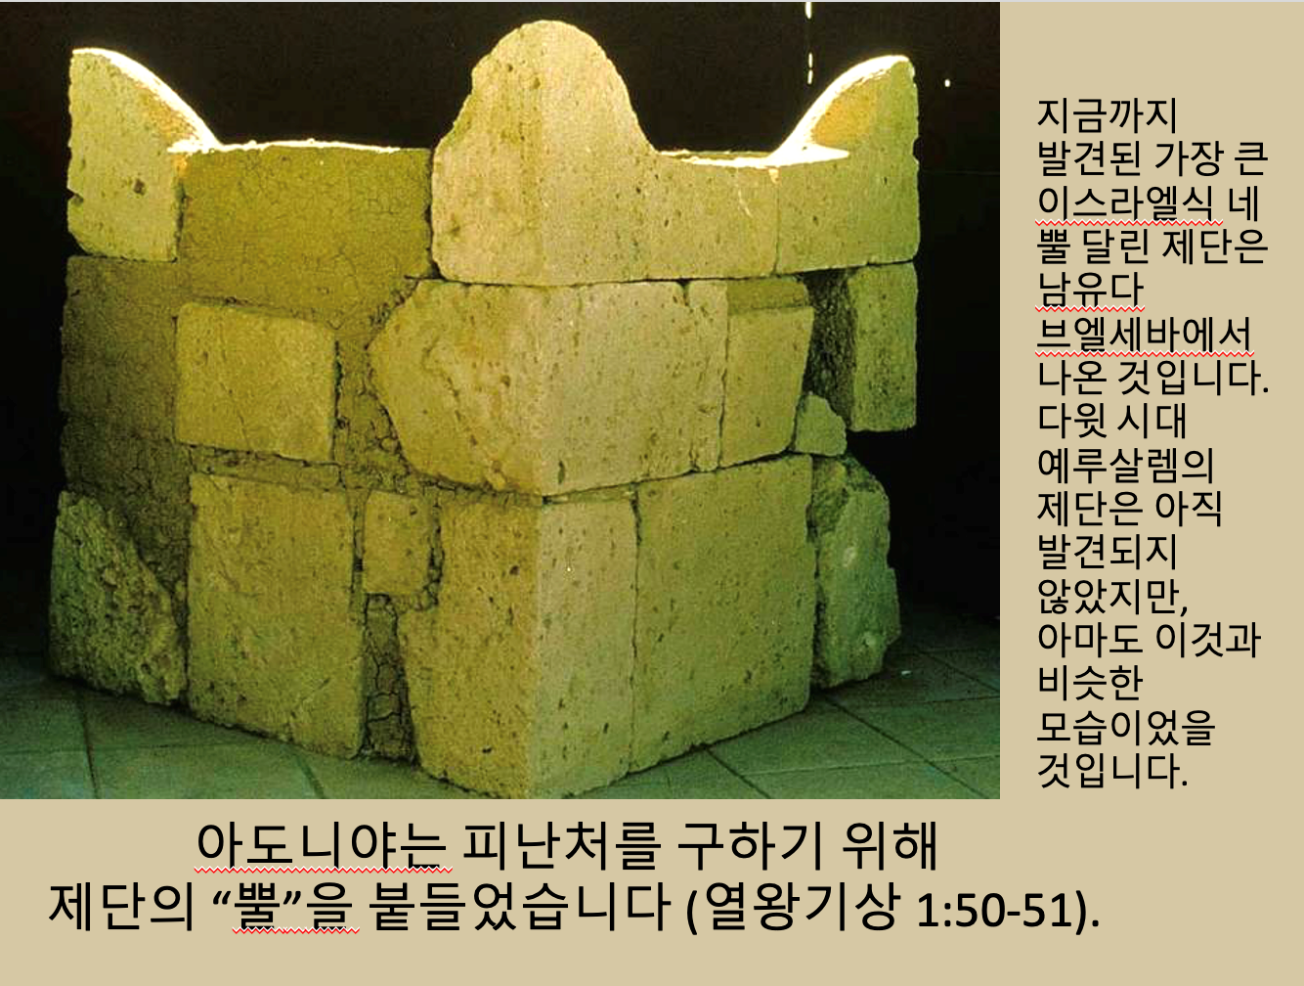 지금까지
발견된 가장 큰
이스라엘식 네
뿔 달린 제단은
남유다
브엘세바에서
나온 것입니다.
다윗 시대
예루살렘의
제단은 아직
발견되지
않았지만,
아마도 이것과
비슷한
모습이었을
것입니다.
아도니야는 피난처를 구하기 위해
제단의 “뿔”을 붙들었습니다 (열왕기상 1:50-51).